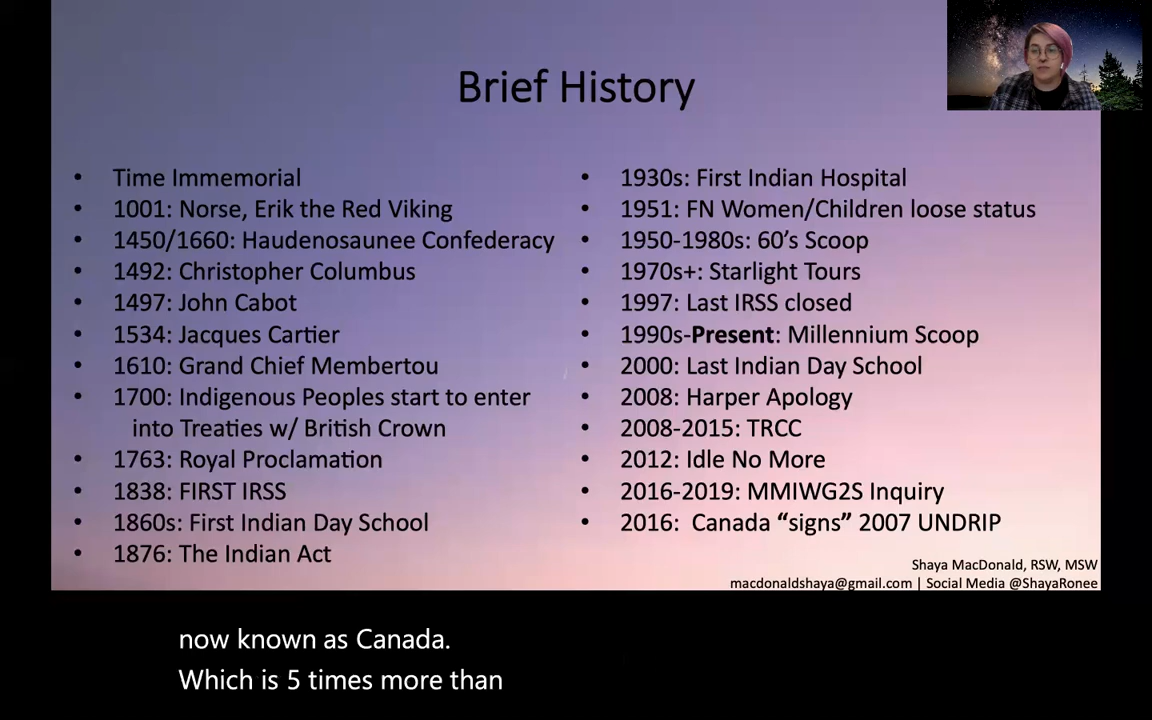 Brief History
• Time Immemorial
• 1001: Norse, Erik the Red Viking
• 1450/1660: Haudenosaunee Confederacy
• 1492: Christopher Columbus
• 1497: John Cabot
• 1534: Jacques Cartier
• 1610: Grand Chief Membertou
• 1700: Indigenous Peoples start to enter
into Treaties w/ British Crown
• 1763: Royal Proclamation
• 1838: FIRST IRSS
• 1860s: First Indian Day School
• 1876: The Indian Act
• 1930s: First Indian Hospital
• 1951: FN Women/Children loose status
• 1950-1980s: 60’s Scoop
• 1970s+: Starlight Tours
• 1997: Last IRSS closed
• 1990s-Present: Millennium Scoop
• 2000: Last Indian Day School
• 2008: Harper Apology
• 2008-2015: TRCC
• 2012: Idle No More
• 2016-2019: MMIWG2S Inquiry
• 2016: Canada “signs” 2007 UNDRIP
Shaya MacDonald, RSW, MSW
macdonaldshaya@gmail.com | Social Media @ShayaRonee
now known as Canada.
Which is 5 times more than